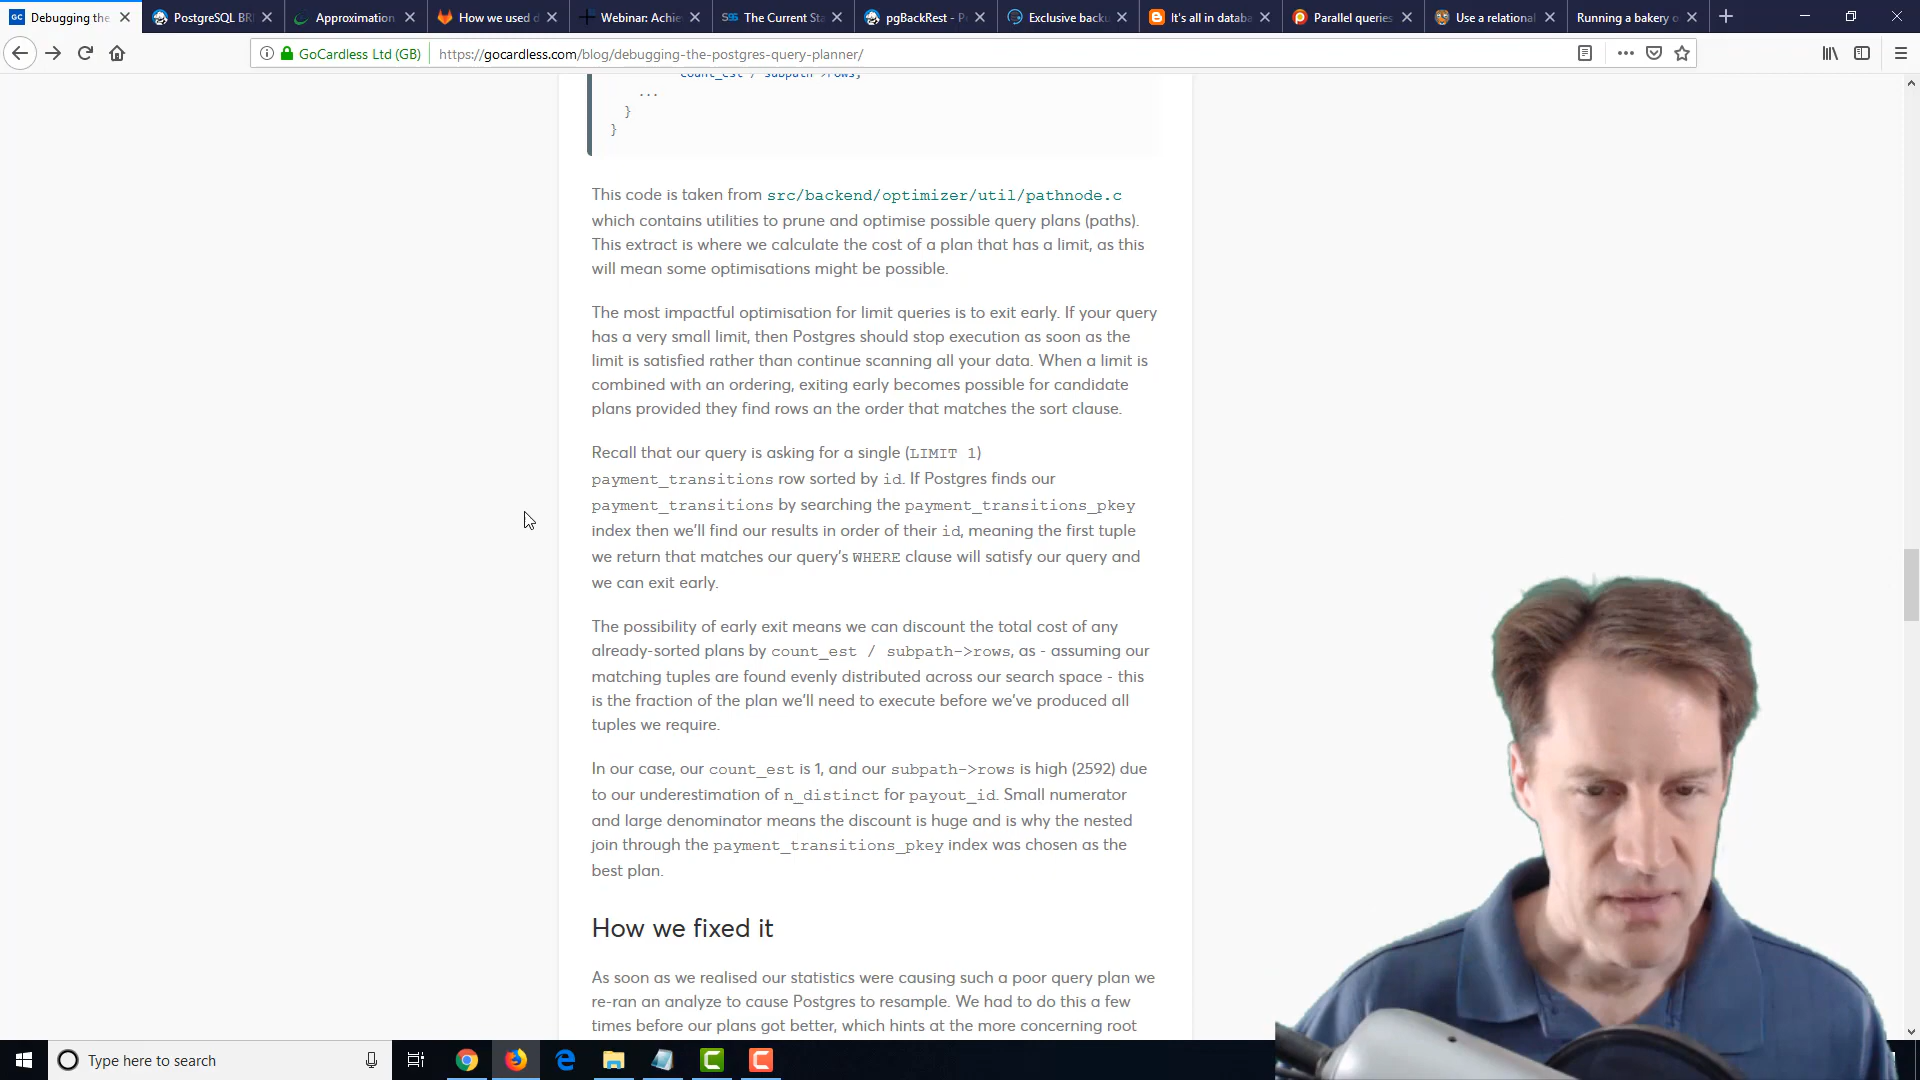 Debugging the
PostgreSQL BRI
Approximation
How we used d
Webinar: Achie
The Current Sta
pgBackRest - P
Exclusive backu
It's all in databa
Parallel queries
Use a relational
Running a bakery o
GoCardless Ltd (GB)
https://gocardless.com/blog/debugging-the-postgres-query-planner/
count_est / subpath->rows;
...
}
}
This code is taken from src/backend/optimizer/util/pathnode.c
which contains utilities to prune and optimise possible query plans (paths).
This extract is where we calculate the cost of a plan that has a limit, as this
will mean some optimisations might be possible.
The most impactful optimisation for limit queries is to exit early. If your query
has a very small limit, then Postgres should stop execution as soon as the
limit is satisfied rather than continue scanning all your data. When a limit is
combined with an ordering, exiting early becomes possible for candidate
plans provided they find rows an the order that matches the sort clause.
Recall that our query is asking for a single (LIMIT 1)
payment_transitions row sorted by id. If Postgres finds our
payment_transitions by searching the payment_transitions_pkey
index then we'll find our results in order of their id, meaning the first tuple
we return that matches our query's WHERE clause will satisfy our query and
we can exit early.
The possibility of early exit means we can discount the total cost of any
already-sorted plans by count_est / subpath->rows, as - assuming our
matching tuples are found evenly distributed across our search space - this
is the fraction of the plan we'll need to execute before we've produced all
tuples we require.
In our case, our count_est is 1, and our subpath->rows is high (2592) due
to our underestimation of n_distinct for payout_id. Small numerator
and large denominator means the discount is huge and is why the nested
join through the payment_transitions_pkey index was chosen as the
best plan.
How we fixed it
As soon as we realised our statistics were causing such a poor query plan we
re-ran an analyze to cause Postgres to resample. We had to do this a few
times before our plans got better, which hints at the more concerning root
Type here to search